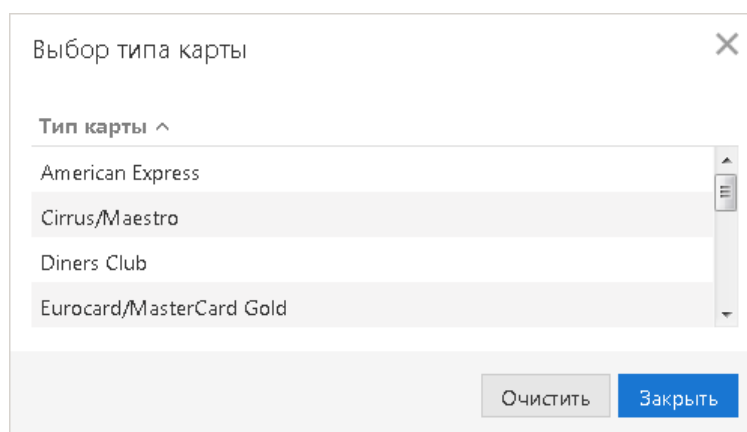 Выбор типа карты
Тип карты
American Express
Cirrus/Maestro
Diners Club
Eurocard/MasterCard Gold
Очистить Закрыть